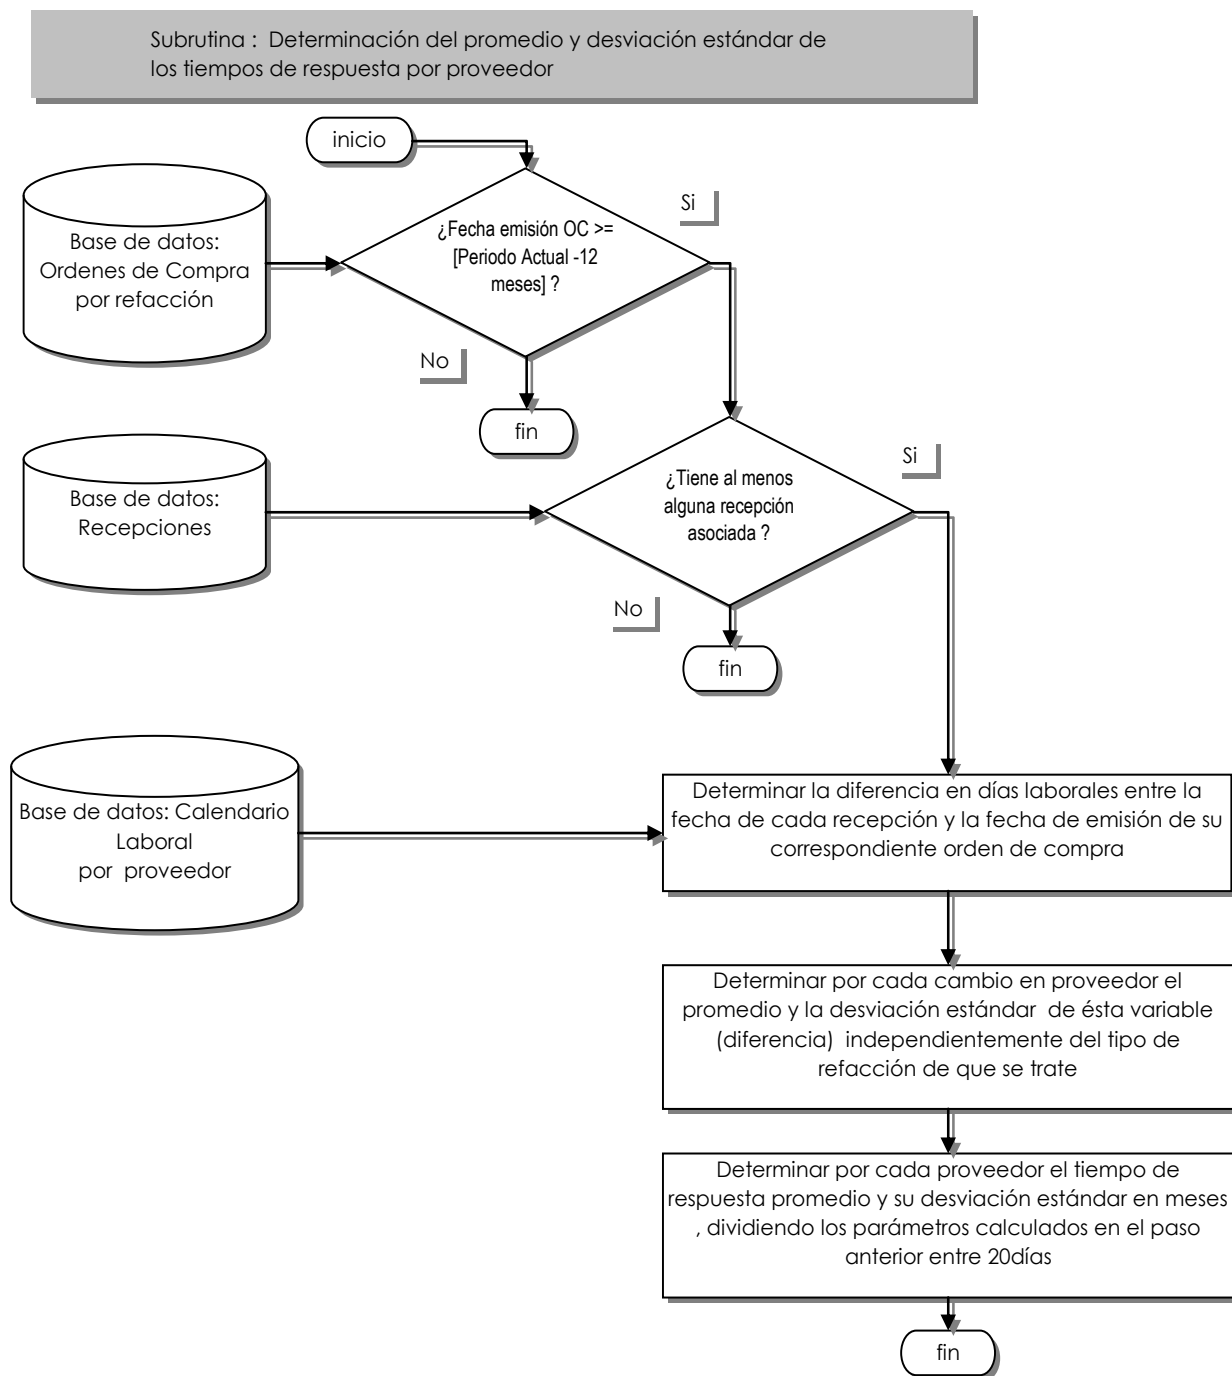 Subrutina :  Determinación del promedio y desviación estándar de
los tiempos de respuesta por proveedor
inicio
Si
¿Fecha emisión OC >=
[Periodo Actual -12
meses] ?
Base de datos:
Ordenes de Compra
por refacción
No
fin
Si
¿Tiene al menos
alguna recepción
asociada ?
Base de datos:
Recepciones
No
fin
Base de datos: Calendario
Laboral
por  proveedor
Determinar la diferencia en días laborales entre la
fecha de cada recepción y la fecha de emisión de su
correspondiente orden de compra
Determinar por cada cambio en proveedor el
promedio y la desviación estándar  de ésta variable
(diferencia)  independientemente del tipo de
refacción de que se trate
Determinar por cada proveedor el tiempo de
respuesta promedio y su desviación estándar en meses
, dividiendo los parámetros calculados en el paso
anterior entre 20días
fin